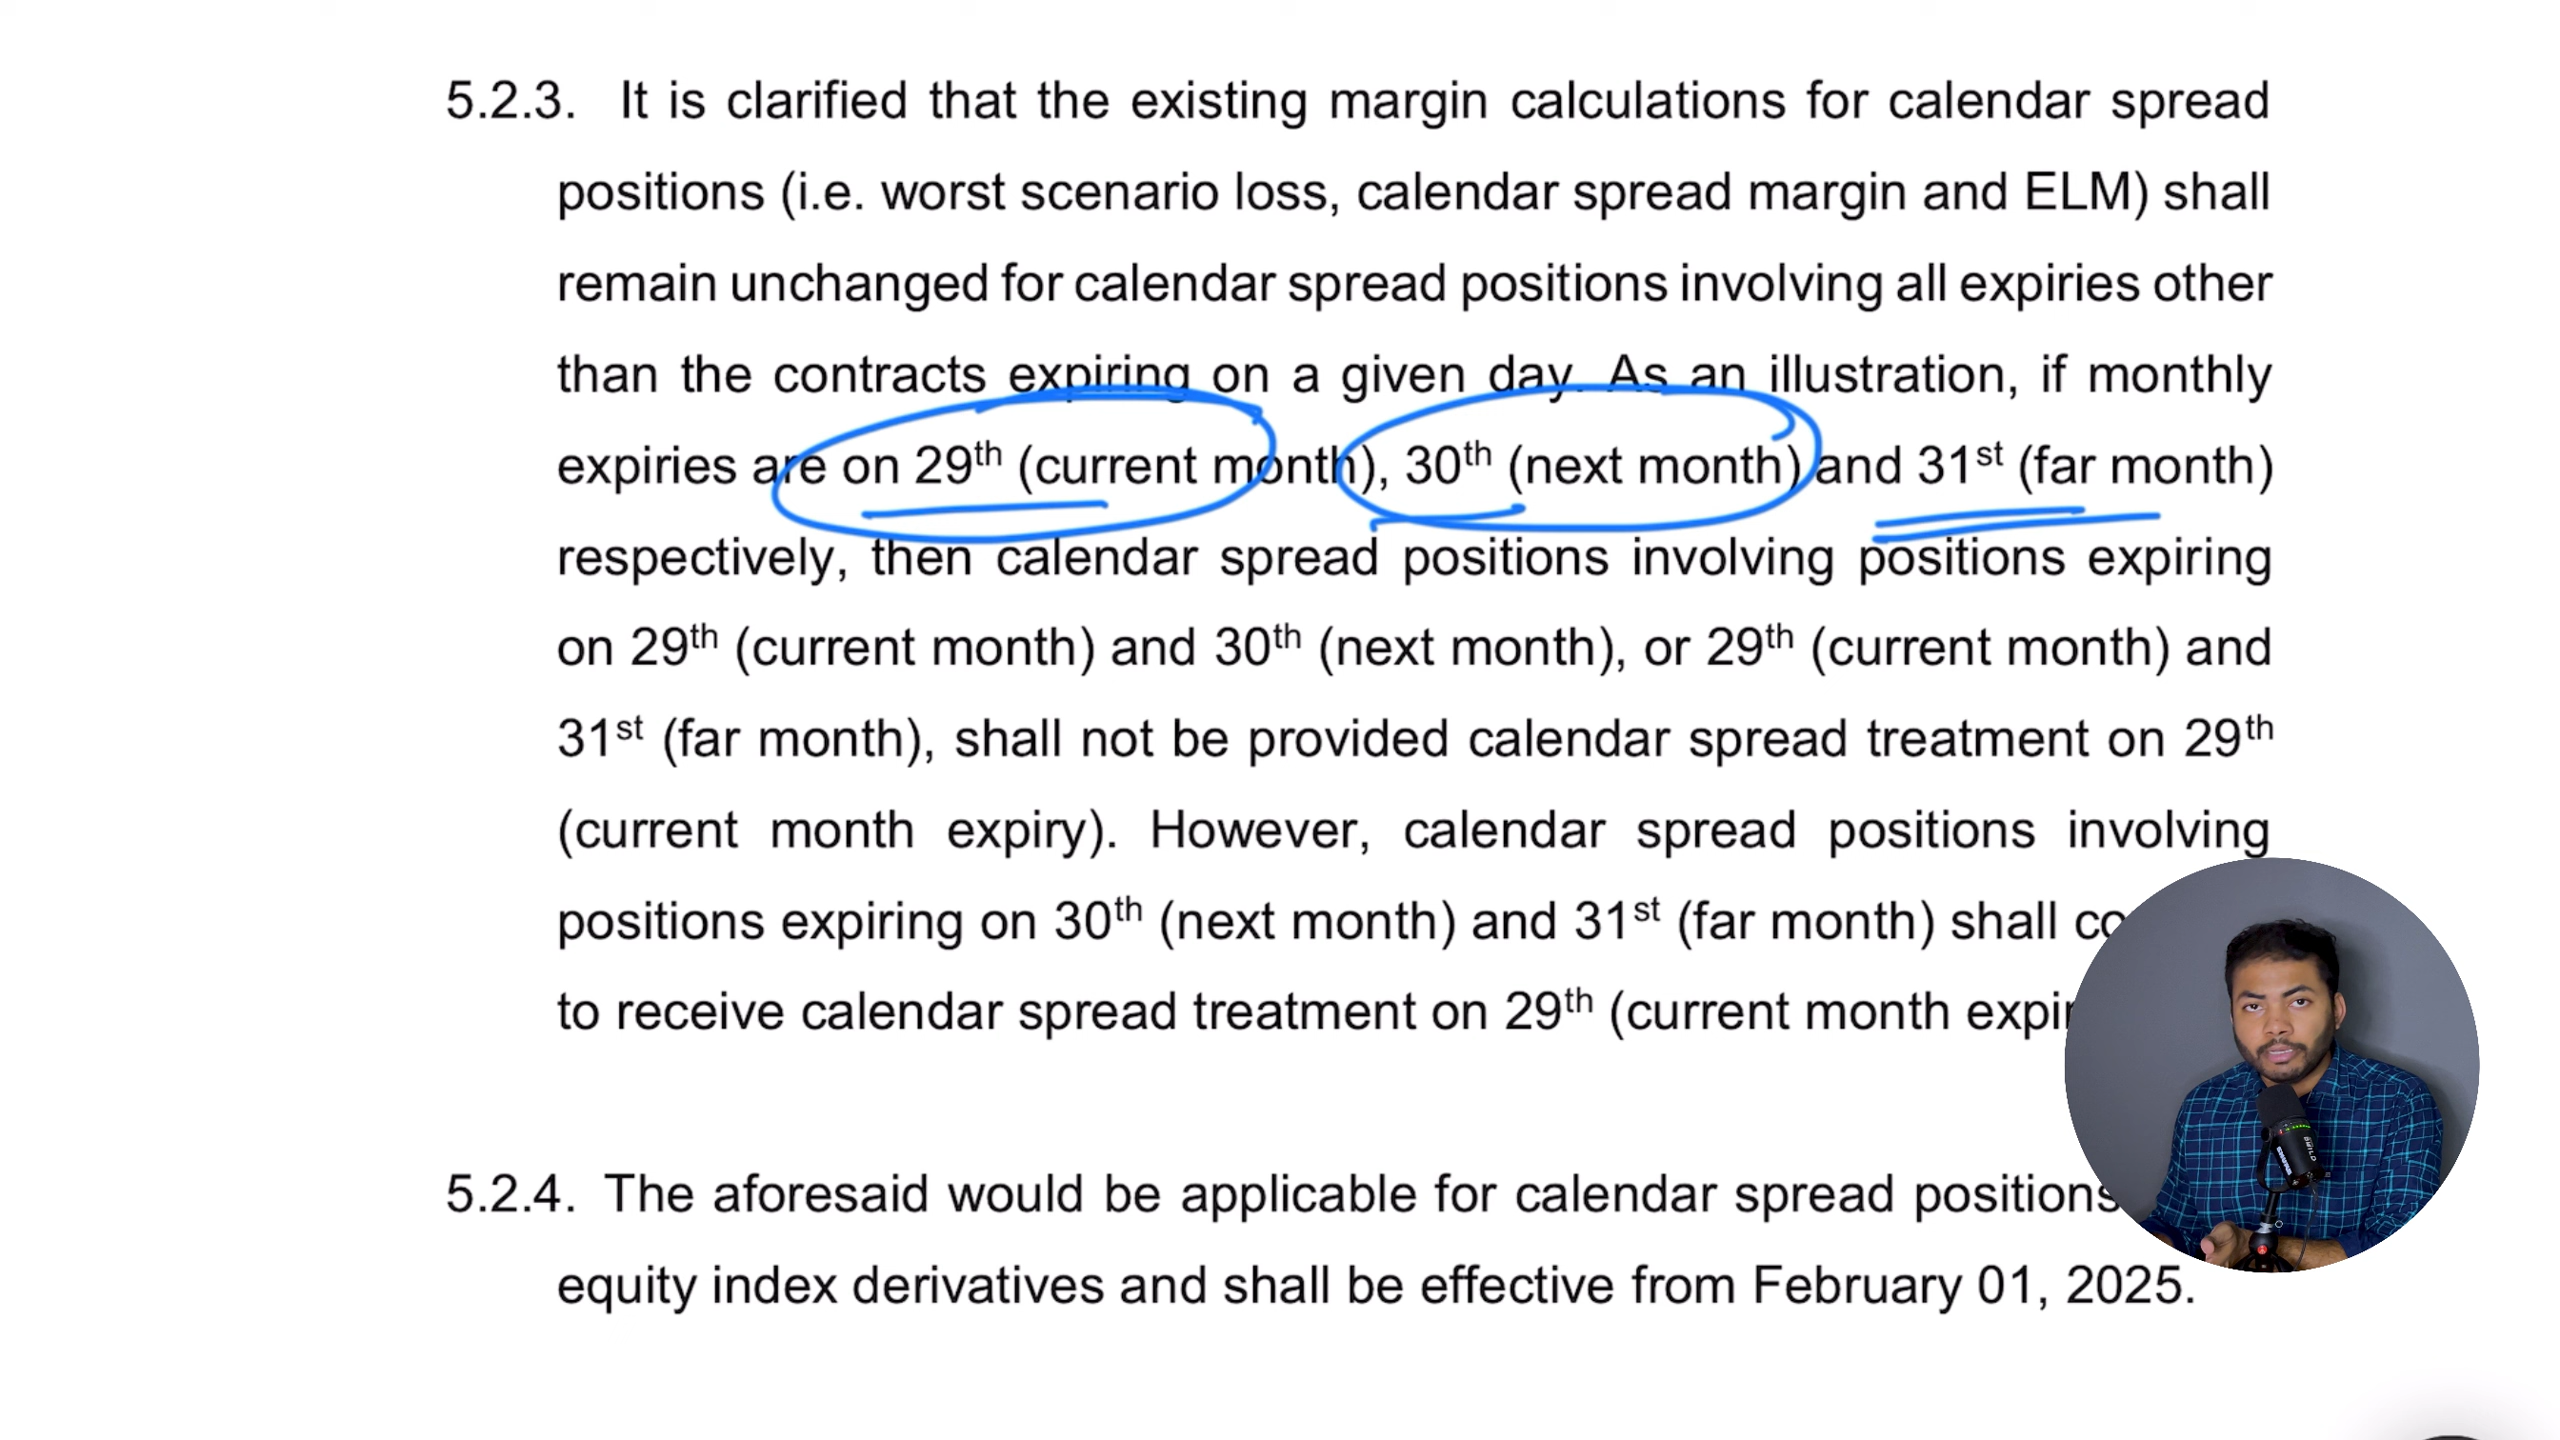 5.2.3. It is clarified that the existing margin calculations for calendar spread
positions (i.e. worst scenario loss, calendar spread margin and ELM) shall
remain unchanged for calendar spread positions involving all expiries other
than the contracts expiring on a given day. As an illustration, if monthly
expiries are on 29th (current month), 30th (next month) and 31st (far month)
respectively, then calendar spread positions involving positions expiring
on 29th (current month) and 30th (next month), or 29th (current month) and
31st (far month), shall not be provided calendar spread treatment on 29th
(current month expiry). However, calendar spread positions involving
positions expiring on 30th (next month) and 31st (far month) shall
to receive calendar spread treatment on 29th (current month
5.2.4. The aforesaid would be applicable for calendar spread positions
equity index derivatives and shall be effective from February 01, 2025.